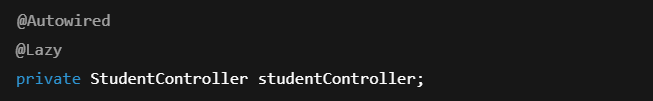 @Autowired
@Lazy
private StudentController studentController;